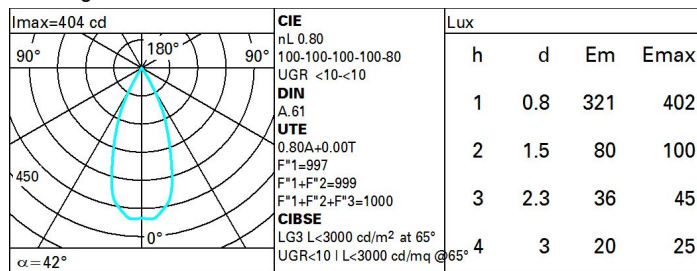 Imax=404 cd
90°
180°
90°
450
0°
α=42°
CIE
nL 0.80
100-100-100-100-80
UGR <10-<10
DIN
A.61
UTE
0.80A+0.00T
F"1=997
F"1+F"2=999
F"1+F"2+F"3=1000
CIBSE
LG3 L<3000 cd/m² at 65°
UGR<10 | L<3000 cd/mq @65°
Lux
h d Em Emax
1 0.8 321 402
2 1.5 80 100
3 2.3 36 45
4 3 20 25